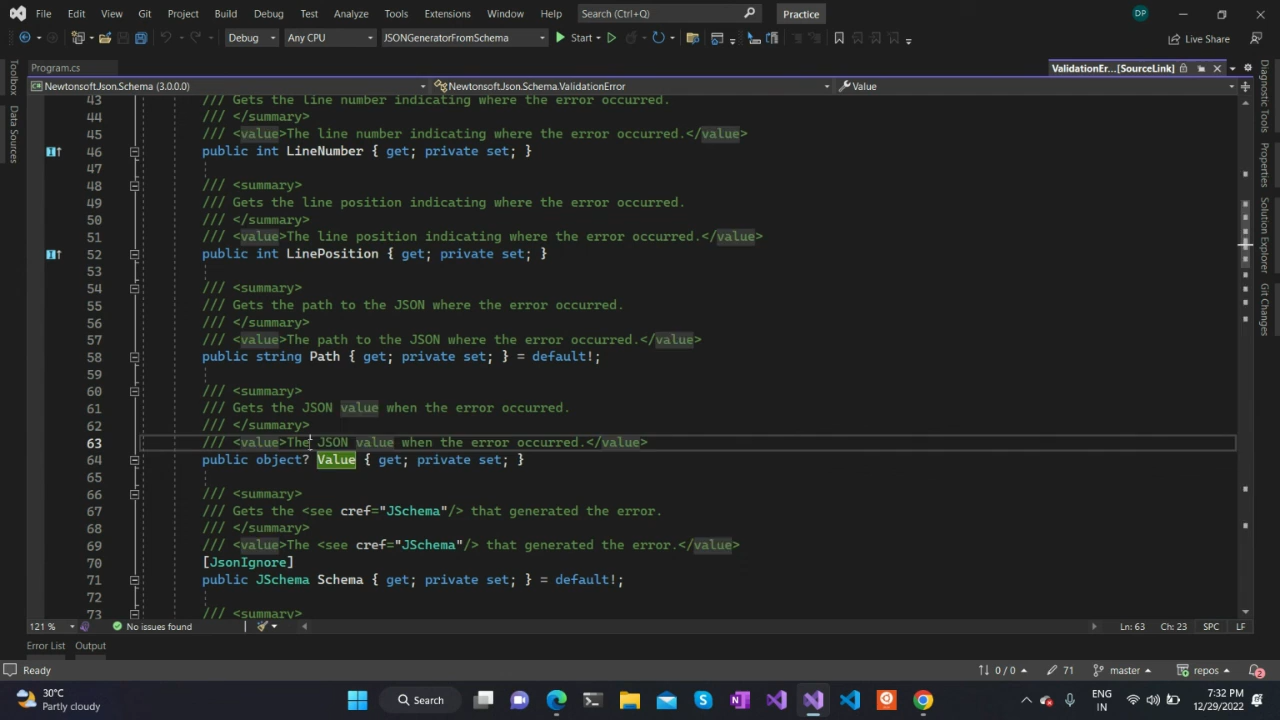 File Edit View Git Project Build Debug Test Analyze Tools Extensions Window Help Search (Ctrl+Q) Practice DP
Debug Any CPU JSONGeneratorFromSchema Start Live Share
Program.cs ValidationEr...[SourceLink]
Newtonsoft.Json.Schema (3.0.0.0) Newtonsoft.Json.Schema.ValidationError Value
Toolbox
Data Sources
Diagnostic Tools
Properties
Solution Explorer
Git Changes
43 /// Gets the line number indicating where the error occurred.
44 /// </summary>
45 /// <value>The line number indicating where the error occurred.</value>
46 public int LineNumber { get; private set; }
47
48 /// <summary>
49 /// Gets the line position indicating where the error occurred.
50 /// </summary>
51 /// <value>The line position indicating where the error occurred.</value>
52 public int LinePosition { get; private set; }
53
54 /// <summary>
55 /// Gets the path to the JSON where the error occurred.
56 /// </summary>
57 /// <value>The path to the JSON where the error occurred.</value>
58 public string Path { get; private set; } = default!;
59
60 /// <summary>
61 /// Gets the JSON value when the error occurred.
62 /// </summary>
63 /// <value>The JSON value when the error occurred.</value>
64 public object? Value { get; private set; }
65
66 /// <summary>
67 /// Gets the <see cref="JSchema"/> that generated the error.
68 /// </summary>
69 /// <value>The <see cref="JSchema"/> that generated the error.</value>
70 [JsonIgnore]
71 public JSchema Schema { get; private set; } = default!;
72
73 /// <summary>
121 % No issues found Ln: 63 Ch: 23 SPC LF
Error List Output
Ready 0 / 0 71 master repos 2
30°C
Partly cloudy
Search
ENG
IN
7:32 PM
12/29/2022